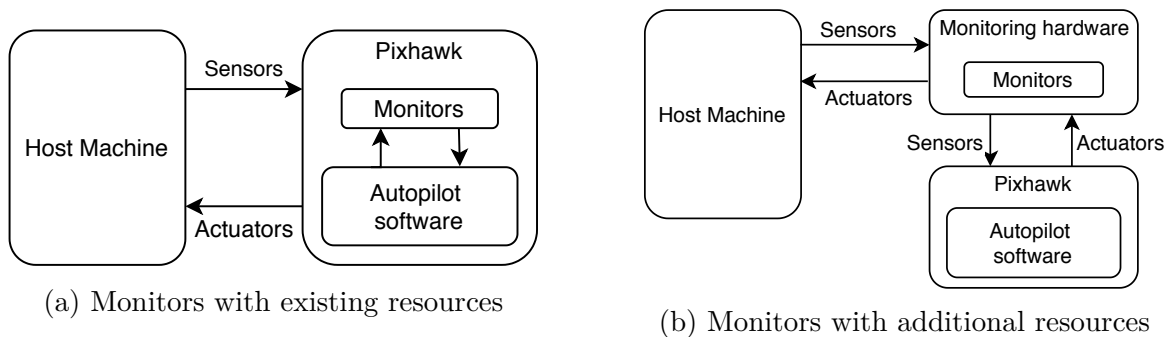 Host Machine
Sensors
Actuators
Pixhawk
Monitors
Autopilot
software
(a) Monitors with existing resources
Host Machine
Sensors
Actuators
Monitoring hardware
Monitors
Sensors
Actuators
Pixhawk
Autopilot
software
(b) Monitors with additional resources